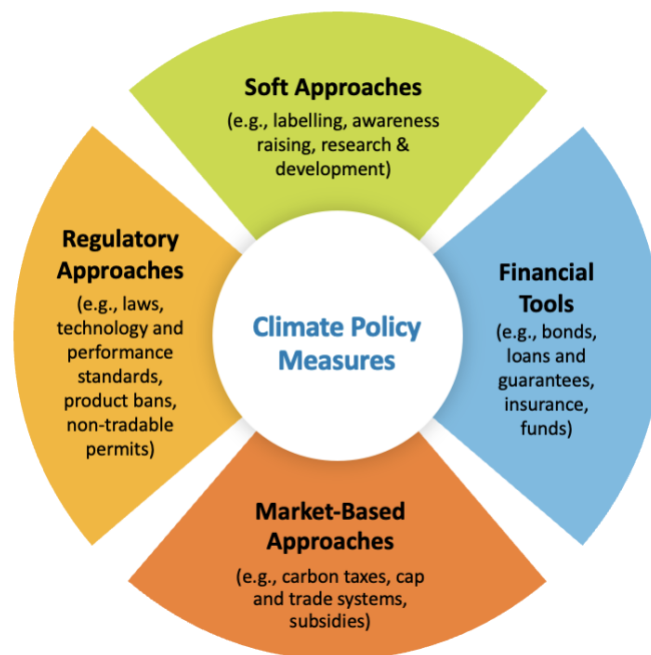 Soft Approaches
(e.g., labelling, awareness
raising, research &
development)
Regulatory
Approaches
(e.g., laws,
technology and
performance
standards,
product bans,
non-tradable
permits)
Climate Policy
Measures
Financial
Tools
(e.g., bonds,
loans and
guarantees,
insurance,
funds)
Market-Based
Approaches
(e.g., carbon taxes, cap
and trade systems,
subsidies)